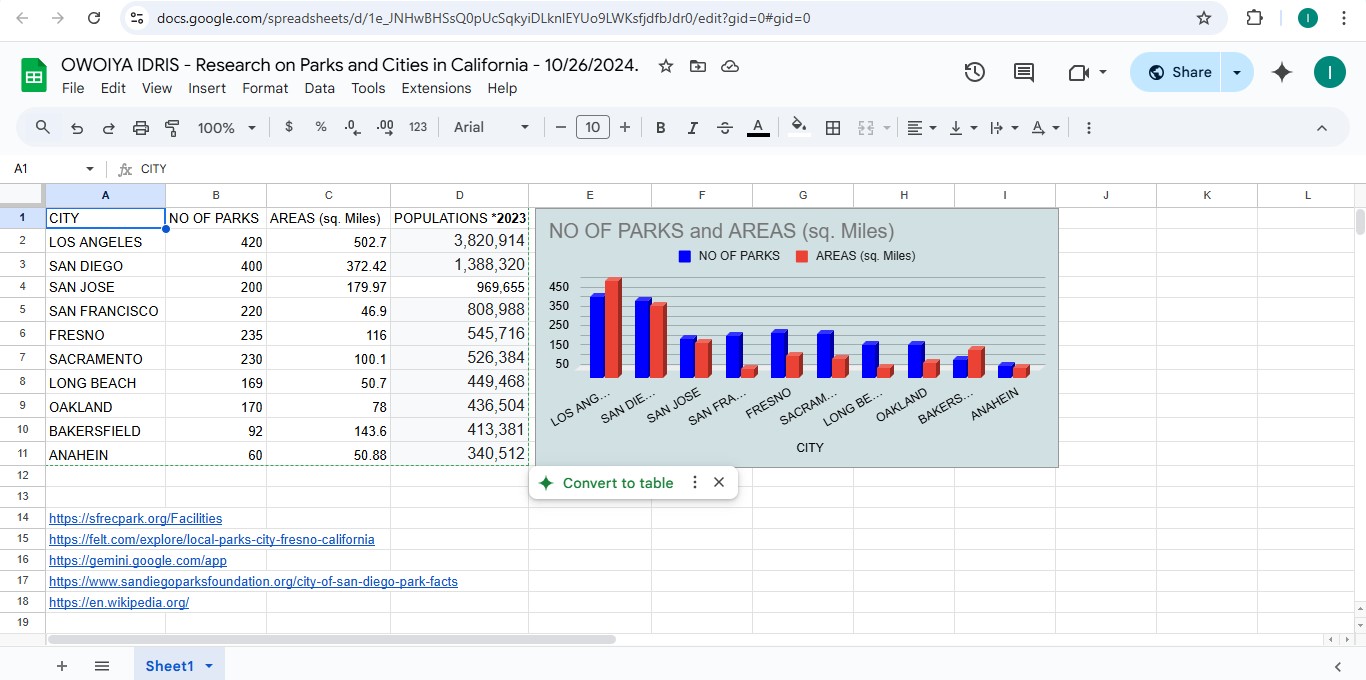 docs.google.com/spreadsheets/d/1e_JNHwBHSsQ0pUcSqkyiDLknIEYUo9LWKsfjdfbJdr0/edit?gid=0#gid=0
I
OWOIYA IDRIS - Research on Parks and Cities in California - 10/26/2024.
Share
I
File Edit View Insert Format Data Tools Extensions Help
100% $ % .0 .00 123 Arial 10 B I A A
A1 fx CITY
A B C D E F G H I J K L
1 CITY NO OF PARKS AREAS (sq. Miles) POPULATIONS *2023
2 LOS ANGELES 420 502.7 3,820,914
3 SAN DIEGO 400 372.42 1,388,320
4 SAN JOSE 200 179.97 969,655
5 SAN FRANCISCO 220 46.9 808,988
6 FRESNO 235 116 545,716
7 SACRAMENTO 230 100.1 526,384
8 LONG BEACH 169 50.7 449,468
9 OAKLAND 170 78 436,504
10 BAKERSFIELD 92 143.6 413,381
11 ANAHEIN 60 50.88 340,512
NO OF PARKS and AREAS (sq. Miles)
NO OF PARKS AREAS (sq. Miles)
450
350
250
150
50
LOS ANG... SAN DIE... SAN JOSE SAN FRA... FRESNO SACRAM... LONG BE... OAKLAND BAKERS... ANAHEIN
CITY
Convert to table
12
13
14 https://sfrecpark.org/Facilities
15 https://felt.com/explore/local-parks-city-fresno-california
16 https://gemini.google.com/app
17 https://www.sandiegoparksfoundation.org/city-of-san-diego-park-facts
18 https://en.wikipedia.org/
19
Sheet1